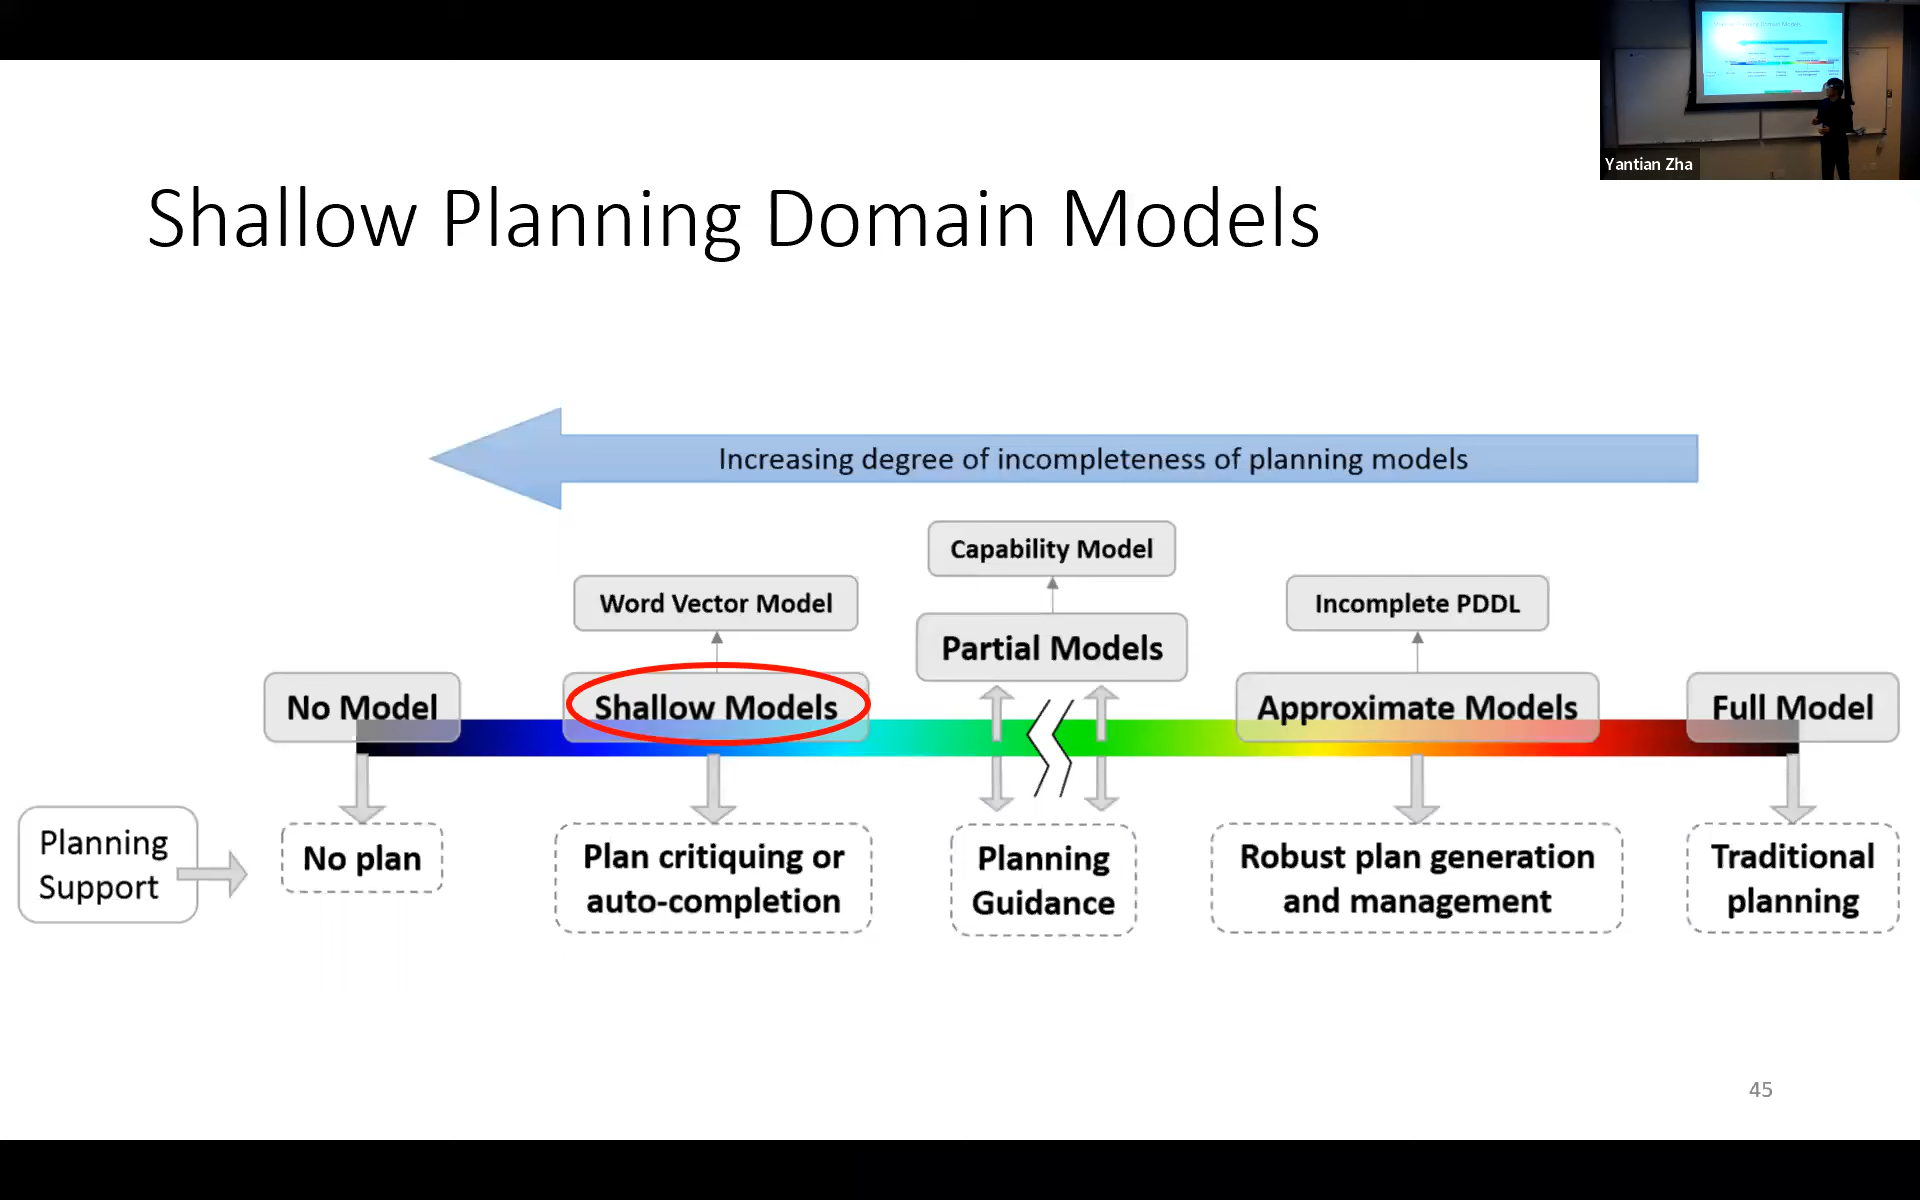 Yantian Zha
Shallow Planning Domain Models
Increasing degree of incompleteness of planning models
Capability Model
Word Vector Model
Incomplete PDDL
Partial Models
No Model
Shallow Models
Approximate Models
Full Model
Planning
Support
No plan
Plan critiquing or
auto-completion
Planning
Guidance
Robust plan generation
and management
Traditional
planning
45